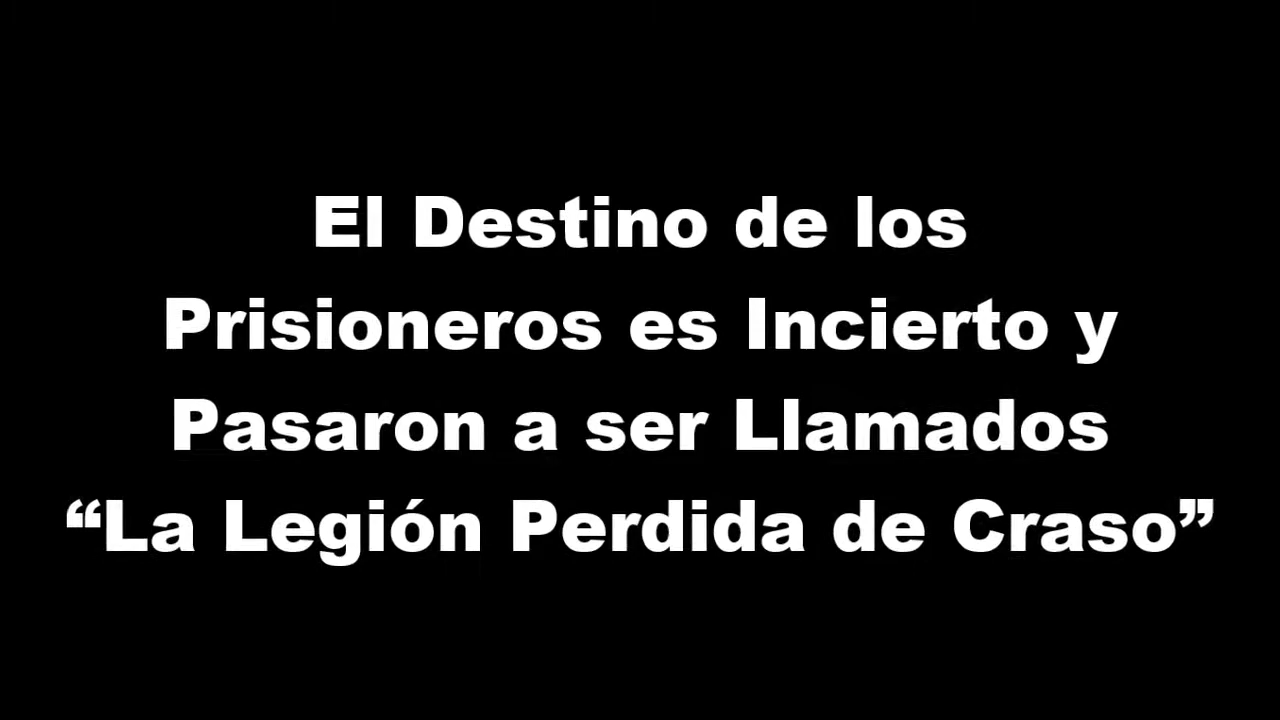 El Destino de los
Prisioneros es Incierto y
Pasaron a ser Llamados
“La Legión Perdida de Craso”